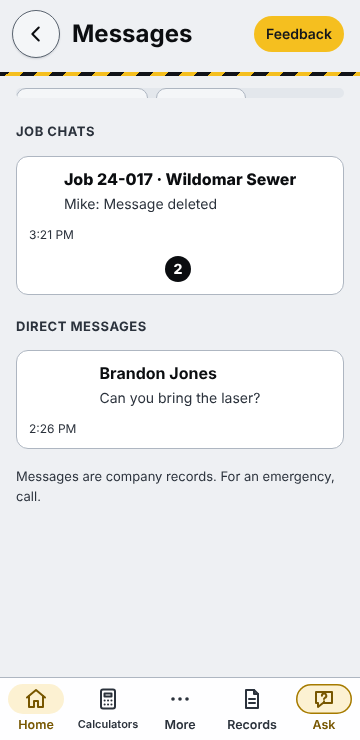 Messages
Feedback
JOB CHATS
Job 24-017 · Wildomar Sewer
Mike: Message deleted
3:21 PM
2
DIRECT MESSAGES
Brandon Jones
Can you bring the laser?
2:26 PM
Messages are company records. For an emergency,
call.
Home
Calculators
More
Records
Ask